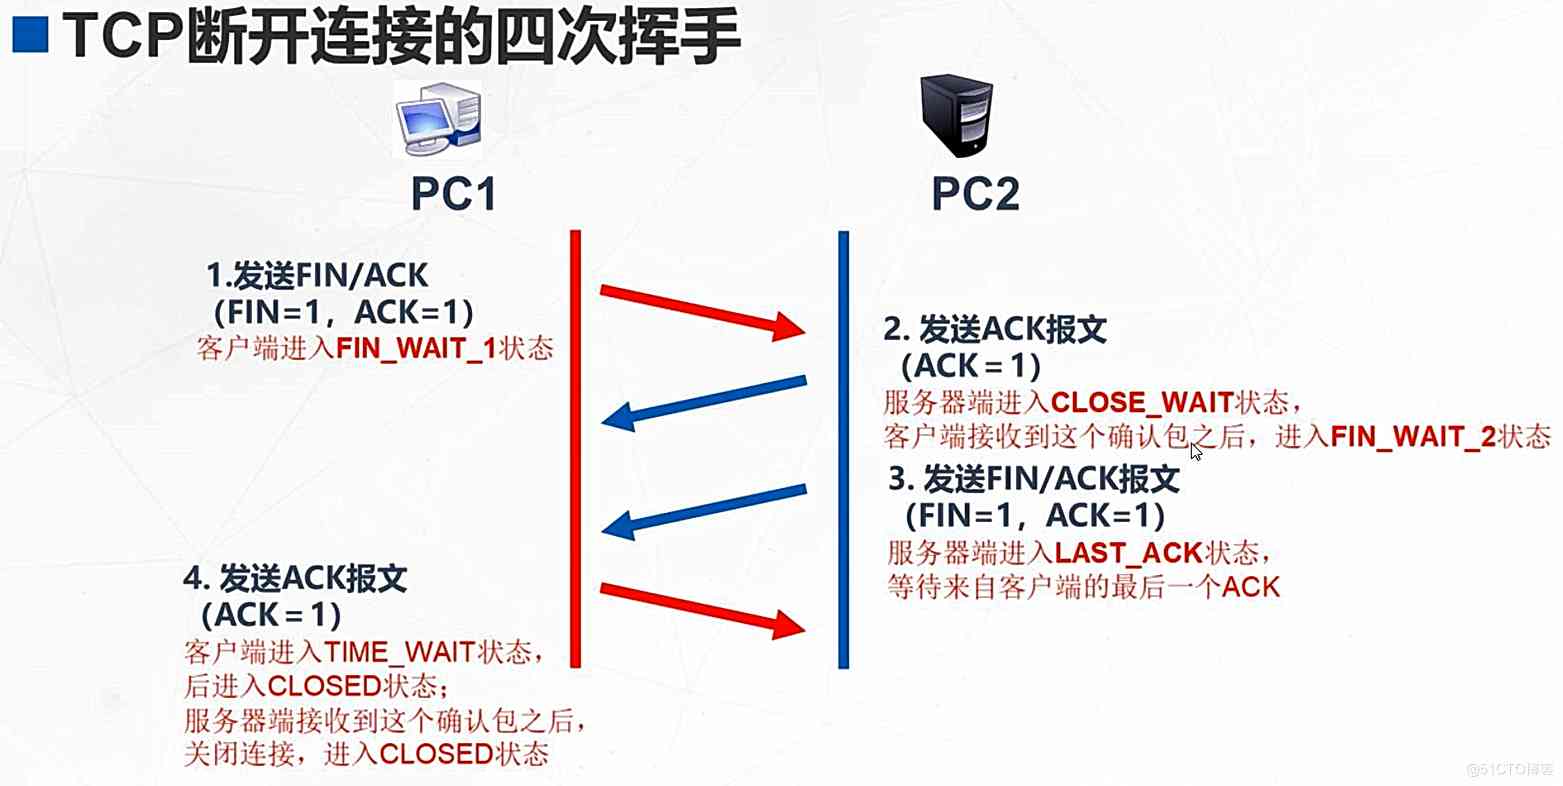 TCP断开连接的四次挥手
PC1
PC2
1.发送FIN/ACK
（FIN=1，ACK=1）
客户端进入FIN_WAIT_1状态
2. 发送ACK报文
（ACK = 1）
服务器端进入CLOSE_WAIT状态，
客户端接收到这个确认包之后，进入FIN_WAIT_2状态
3. 发送FIN/ACK报文
（FIN=1，ACK=1）
服务器端进入LAST_ACK状态，
等待来自客户端的最后一个ACK
4. 发送ACK报文
（ACK = 1）
客户端进入TIME_WAIT状态，
后进入CLOSED状态；
服务器端接收到这个确认包之后，
关闭连接，进入CLOSED状态
@51CTO博客